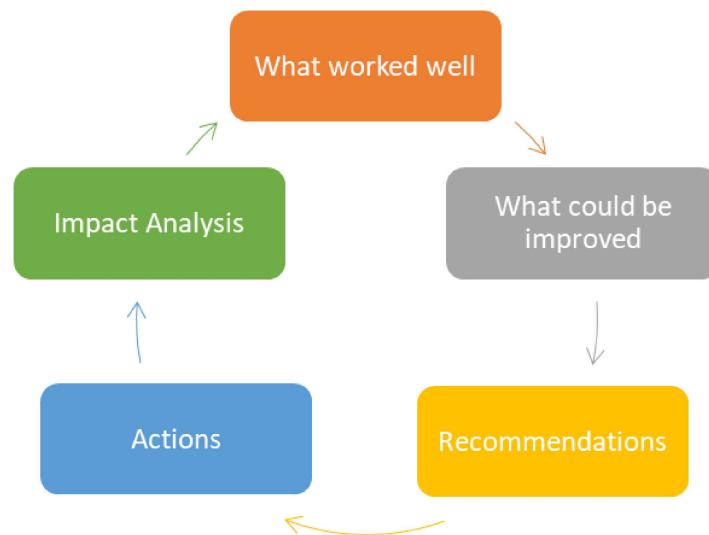 What worked well
What could be
improved
Recommendations
Actions
Impact Analysis